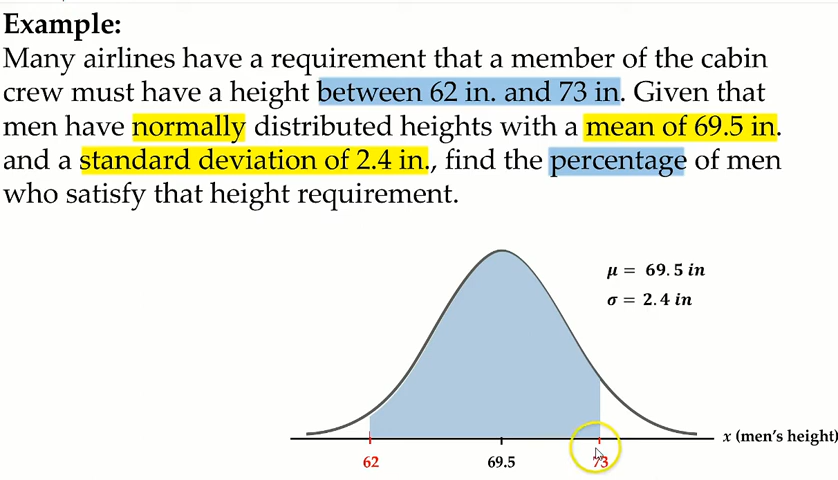 Example:
Many airlines have a requirement that a member of the cabin
crew must have a height between 62 in. and 73 in. Given that
men have normally distributed heights with a mean of 69.5 in.
and a standard deviation of 2.4 in., find the percentage of men
who satisfy that height requirement.
μ = 69.5 in
σ = 2.4 in
x (men's height)
62 69.5 73